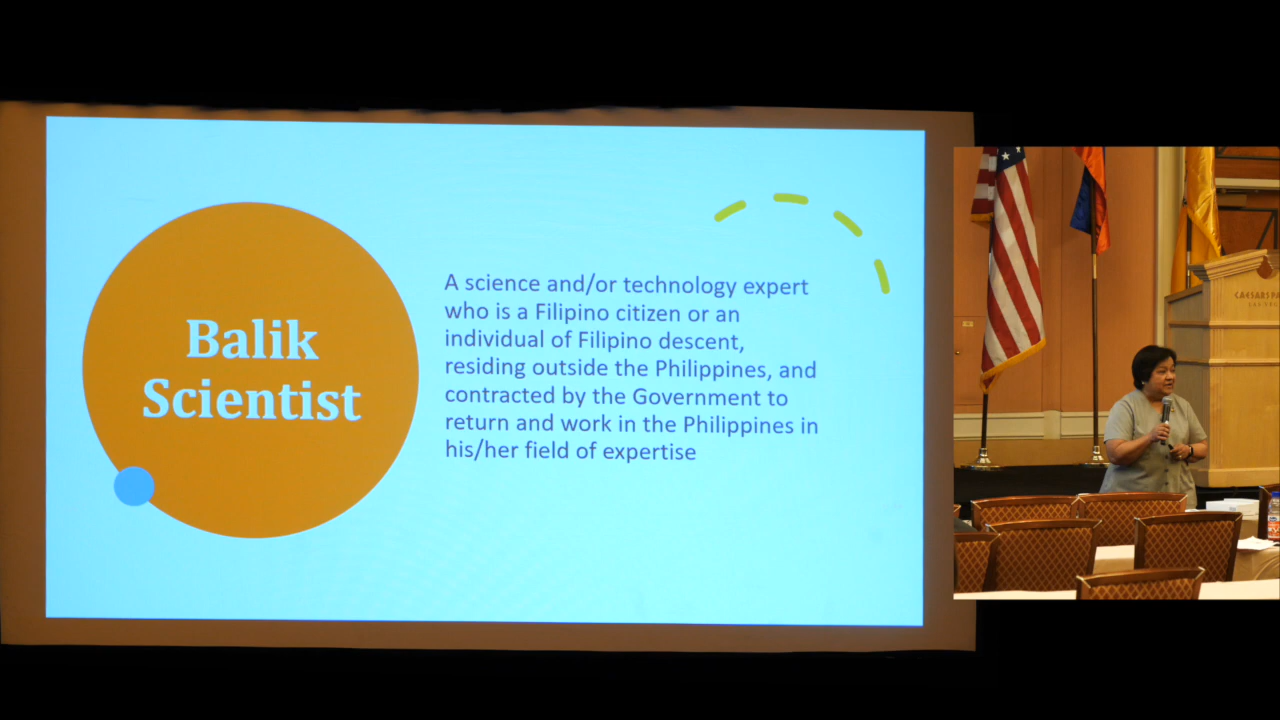 Balik
Scientist
A science and/or technology expert
who is a Filipino citizen or an
individual of Filipino descent,
residing outside the Philippines, and
contracted by the Government to
return and work in the Philippines in
his/her field of expertise
CAESARS